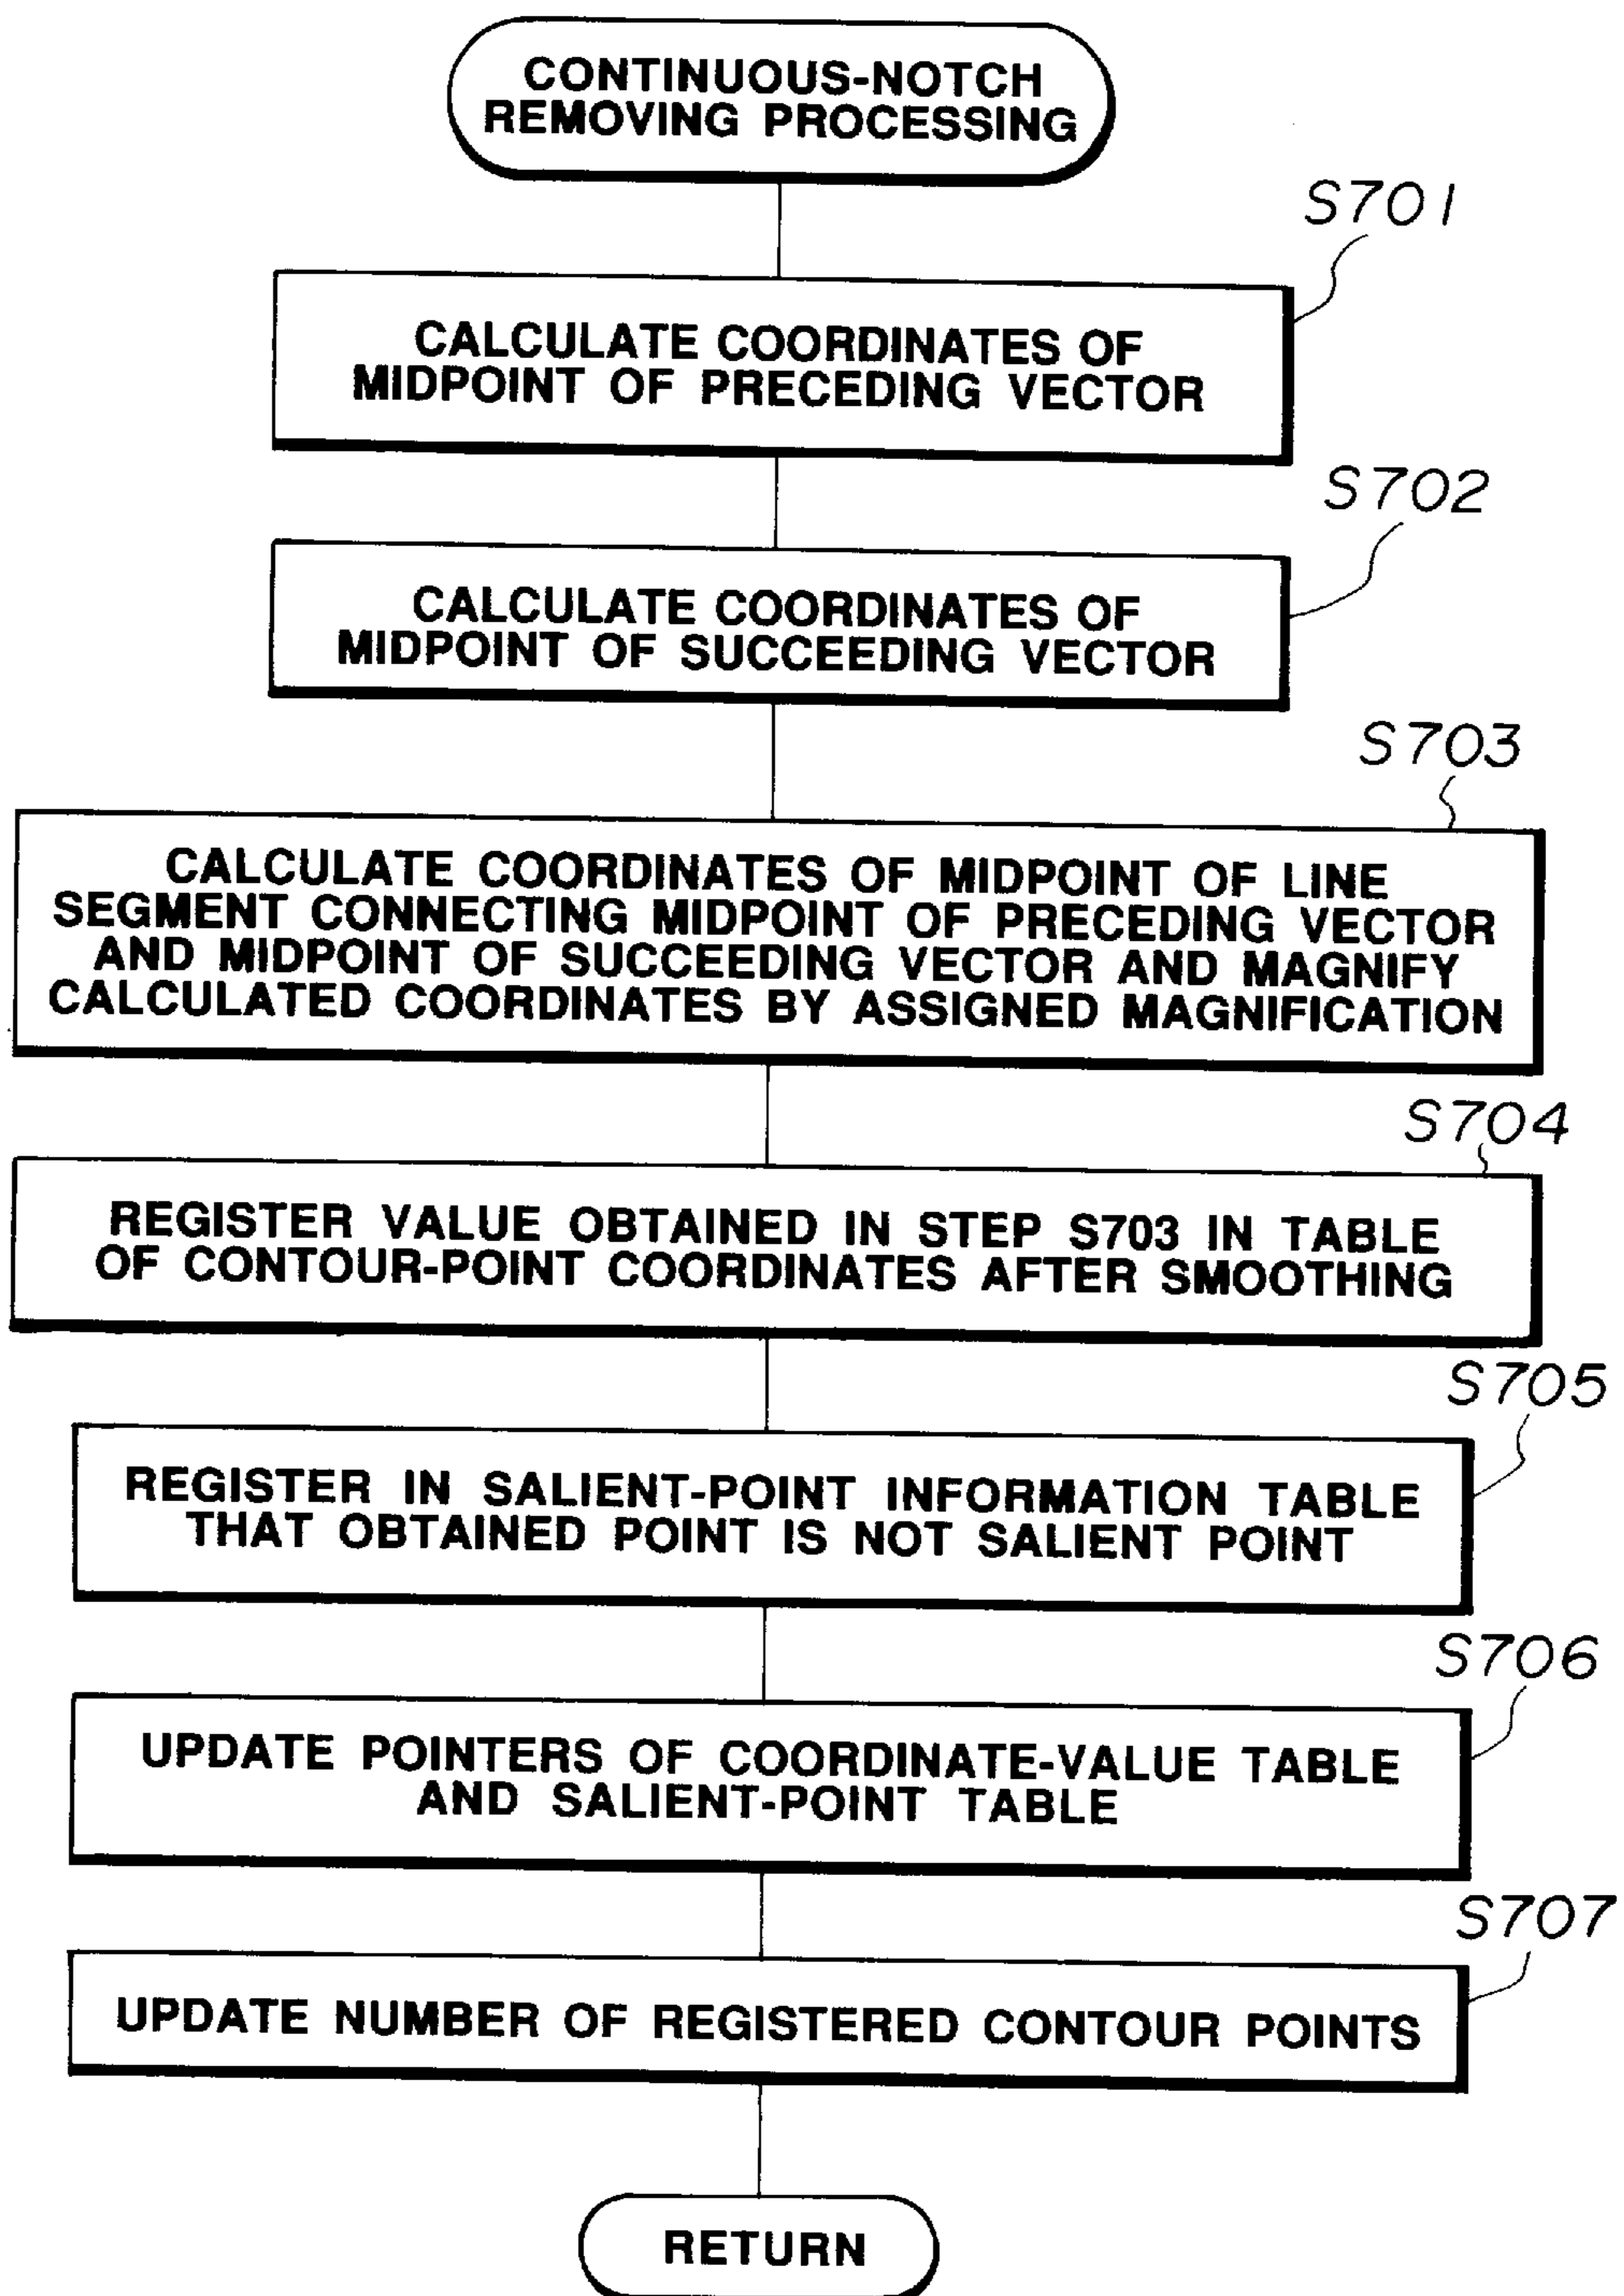 CONTINUOUS-NOTCH
REMOVING PROCESSING
S701
CALCULATE COORDINATES OF
MIDPOINT OF PRECEDING VECTOR
S702
CALCULATE COORDINATES OF
MIDPOINT OF SUCCEEDING VECTOR
S703
CALCULATE COORDINATES OF MIDPOINT OF LINE
SEGMENT CONNECTING MIDPOINT OF PRECEDING VECTOR
AND MIDPOINT OF SUCCEEDING VECTOR AND MAGNIFY
CALCULATED COORDINATES BY ASSIGNED MAGNIFICATION
S704
REGISTER VALUE OBTAINED IN STEP S703 IN TABLE
OF CONTOUR-POINT COORDINATES AFTER SMOOTHING
S705
REGISTER IN SALIENT-POINT INFORMATION TABLE
THAT OBTAINED POINT IS NOT SALIENT POINT
S706
UPDATE POINTERS OF COORDINATE-VALUE TABLE
AND SALIENT-POINT TABLE
S707
UPDATE NUMBER OF REGISTERED CONTOUR POINTS
RETURN